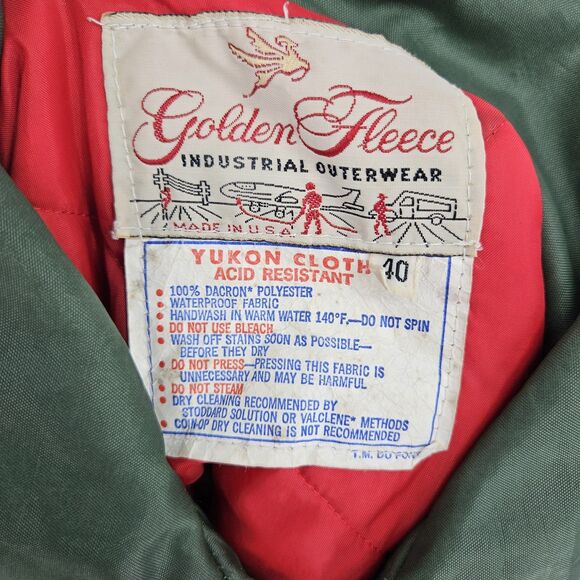 Golden Fleece
INDUSTRIAL OUTERWEAR
MADE IN U.S.A.
YUKON CLOTH 40
ACID RESISTANT
• 100% DACRON* POLYESTER
• WATERPROOF FABRIC
• HANDWASH IN WARM WATER 140°F.—DO NOT SPIN
• DO NOT USE BLEACH
• WASH OFF STAINS SOON AS POSSIBLE—
BEFORE THEY DRY
• DO NOT PRESS—PRESSING THIS FABRIC IS
UNNECESSARY AND MAY BE HARMFUL
• DO NOT STEAM
• DRY CLEANING RECOMMENDED BY
STODDARD SOLUTION OR VALCLENE* METHODS
• COIN-OP DRY CLEANING IS NOT RECOMMENDED
T.M. DU PONT